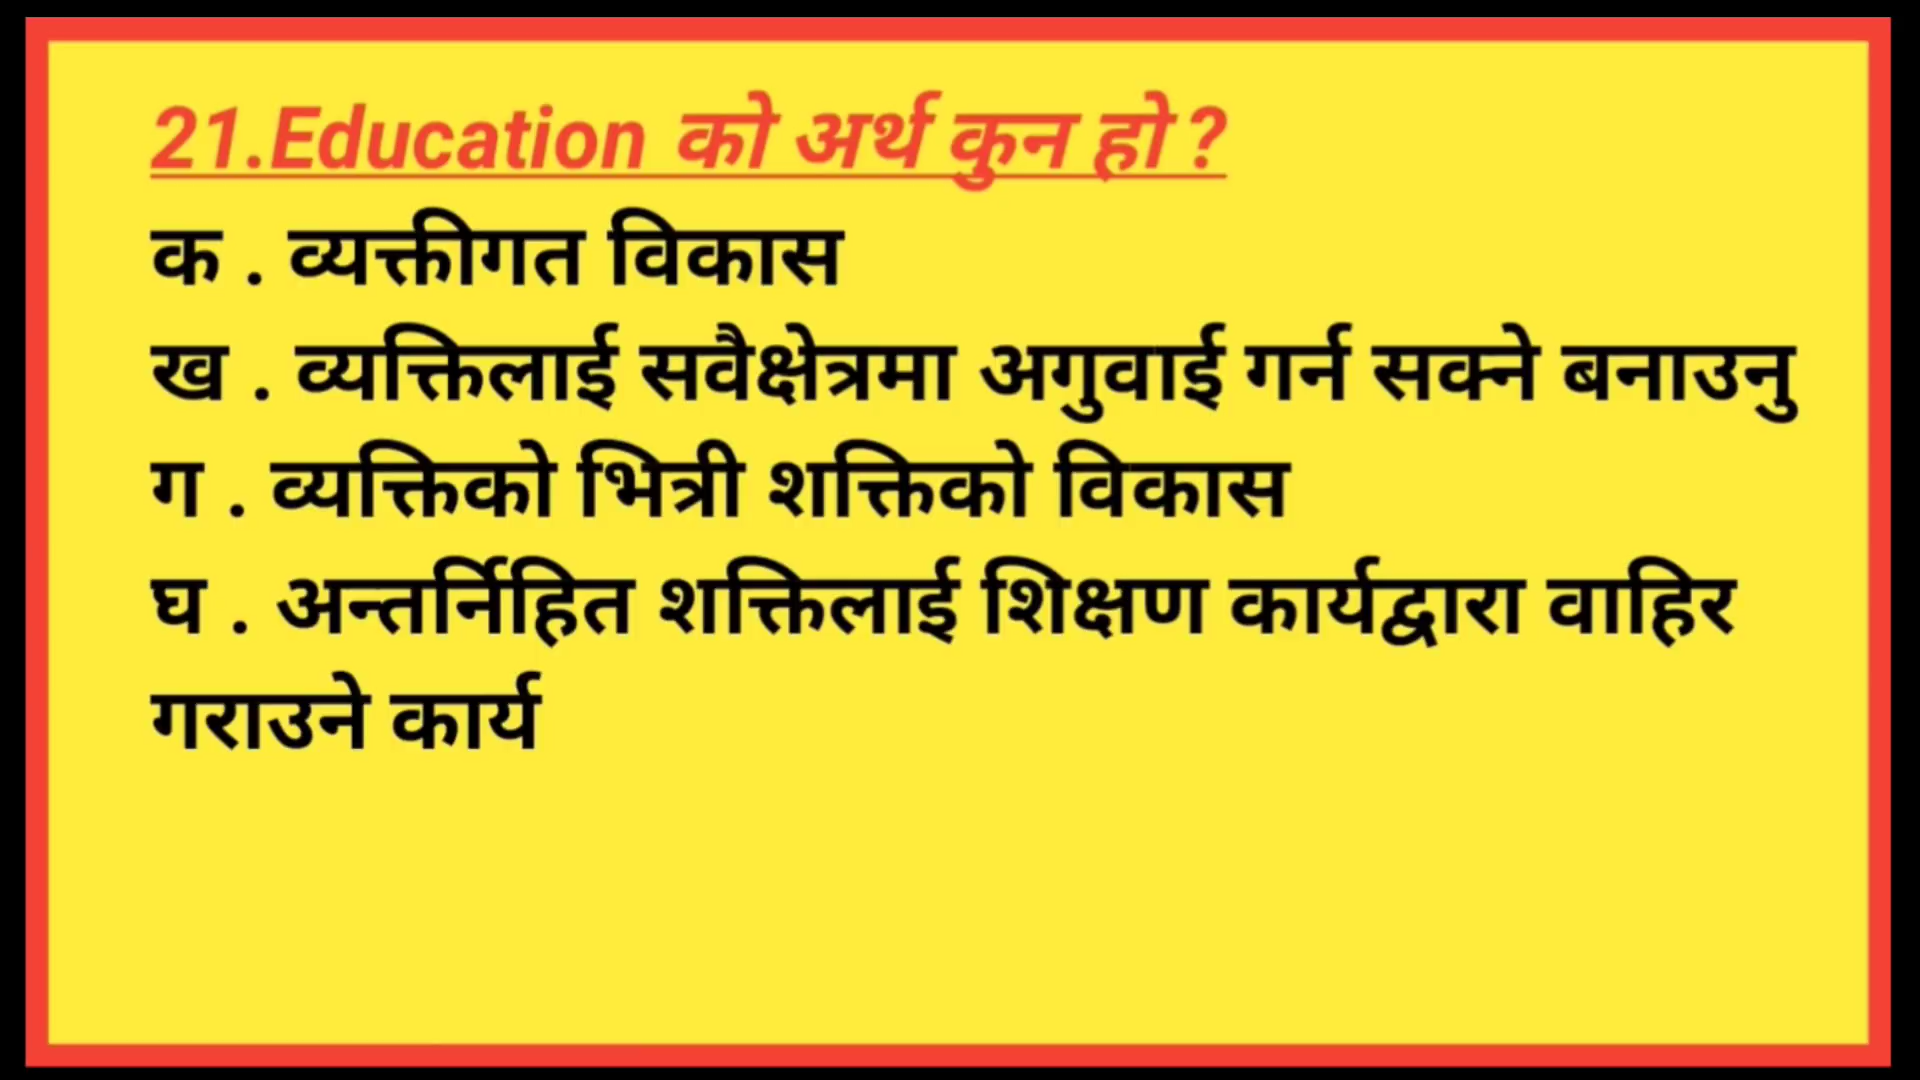 21.Education को अर्थ कुन हो ?
क . व्यक्तीगत विकास
ख . व्यक्तिलाई सवैक्षेत्रमा अगुवाई गर्न सक्ने बनाउनु
ग . व्यक्तिको भित्री शक्तिको विकास
घ . अन्तर्निहित शक्तिलाई शिक्षण कार्यद्वारा वाहिर
गराउने कार्य